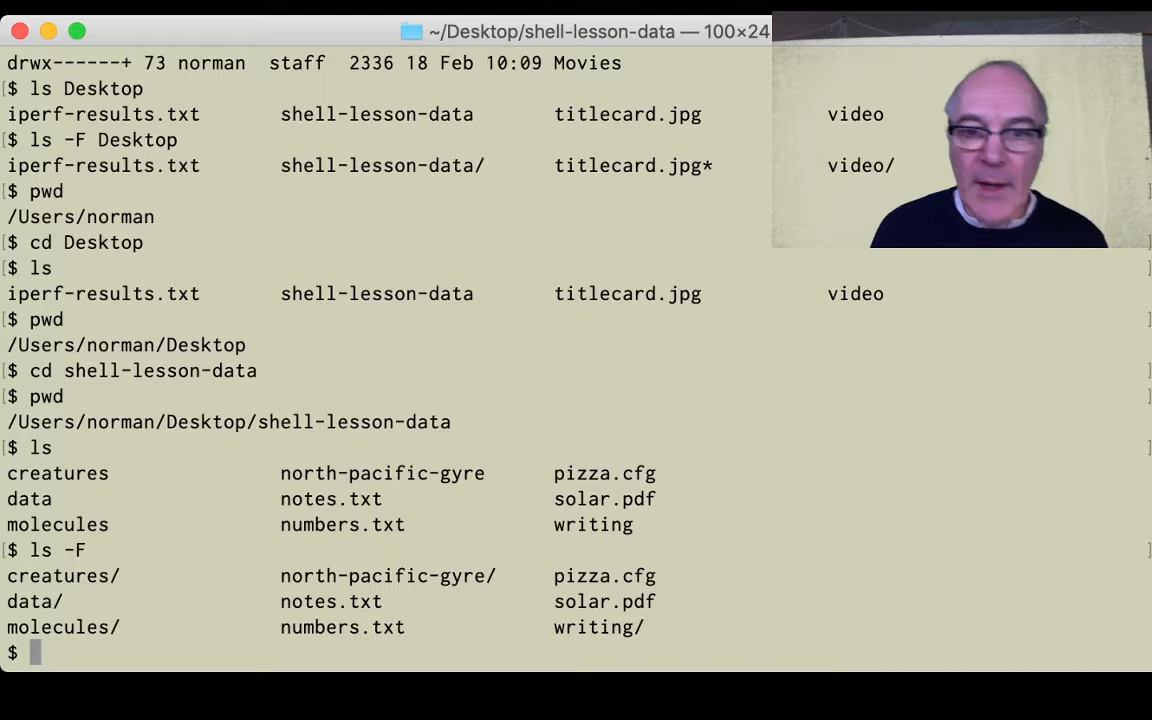 ~/Desktop/shell-lesson-data — 100×24
drwx------+ 73 norman  staff  2336 18 Feb 10:09 Movies
$ ls Desktop
iperf-results.txt shell-lesson-data titlecard.jpg video
$ ls -F Desktop
iperf-results.txt shell-lesson-data/ titlecard.jpg* video/
$ pwd
/Users/norman
$ cd Desktop
$ ls
iperf-results.txt shell-lesson-data titlecard.jpg video
$ pwd
/Users/norman/Desktop
$ cd shell-lesson-data
$ pwd
/Users/norman/Desktop/shell-lesson-data
$ ls
creatures north-pacific-gyre pizza.cfg
data notes.txt solar.pdf
molecules numbers.txt writing
$ ls -F
creatures/ north-pacific-gyre/ pizza.cfg
data/ notes.txt solar.pdf
molecules/ numbers.txt writing/
$